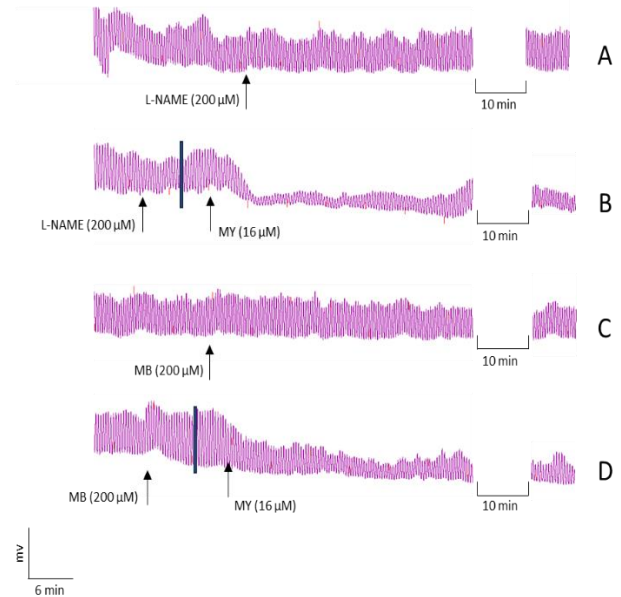 A
L-NAME (200 µM)
10 min
B
L-NAME (200 µM)
MY (16 µM)
10 min
C
MB (200 µM)
10 min
D
MB (200 µM)
MY (16 µM)
10 min
mv
6 min